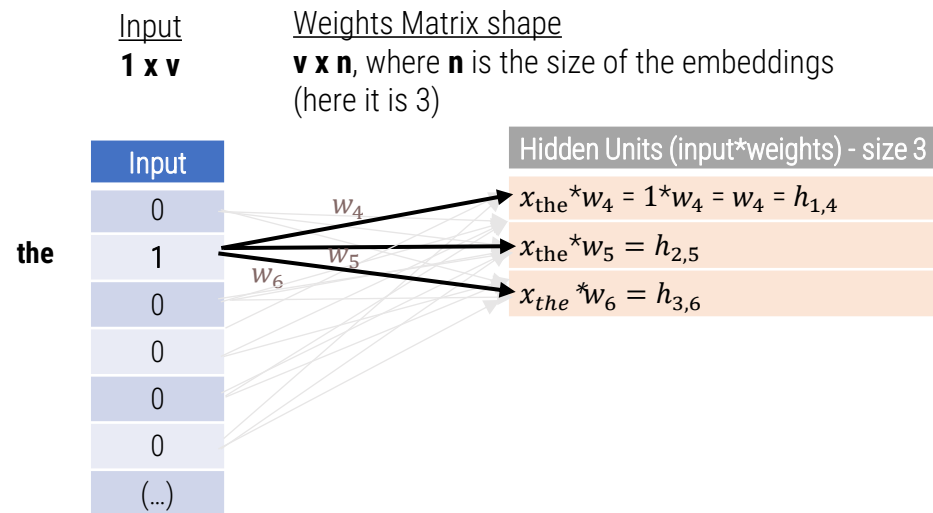 Input
1 x v
Weights Matrix shape
v x n, where n is the size of the embeddings
(here it is 3)
Input
Hidden Units (input*weights) - size 3
0
the
1
0
0
0
0
(...)
w₄
w₅
w₆
x_the*w₄ = 1*w₄ = w₄ = h₁,₄
x_the*w₅ = h₂,₅
x_the *w₆ = h₃,₆